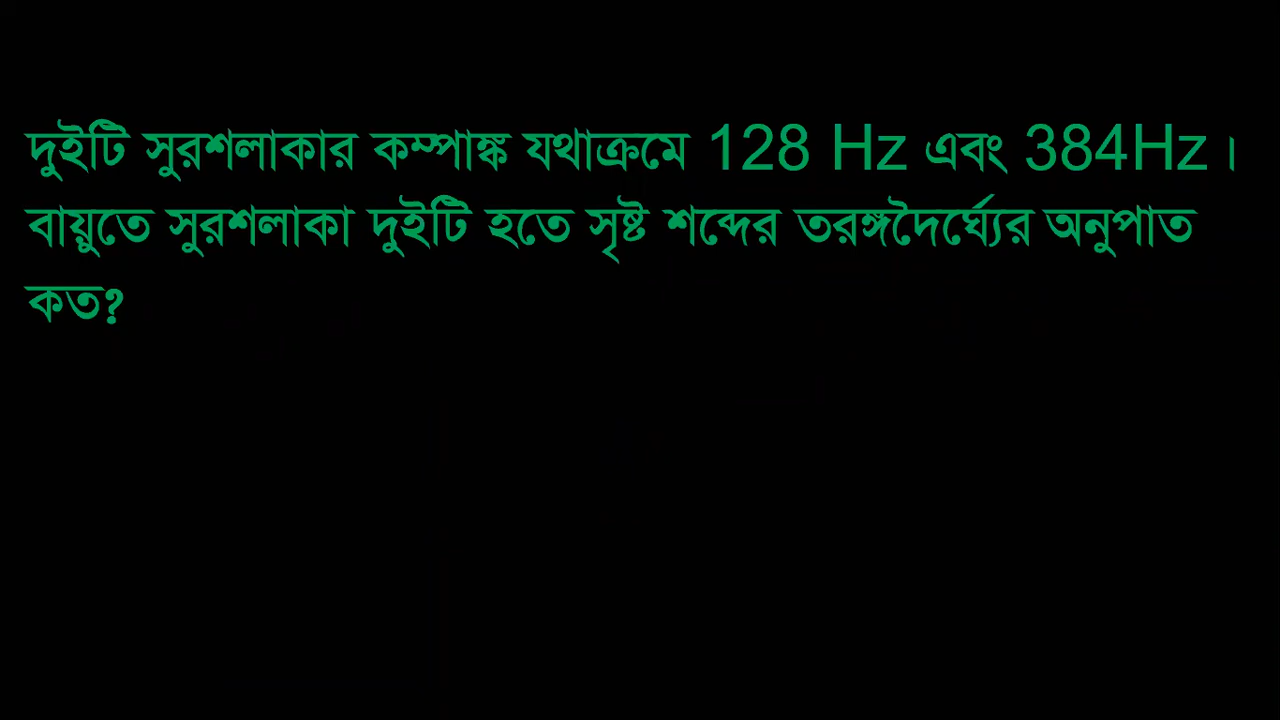 দুইটি সুরশলাকার কম্পাঙ্ক যথাক্রমে 128 Hz এবং 384Hz।
বায়ুতে সুরশলাকা দুইটি হতে সৃষ্ট শব্দের তরঙ্গদৈর্ঘ্যের অনুপাত
কত?